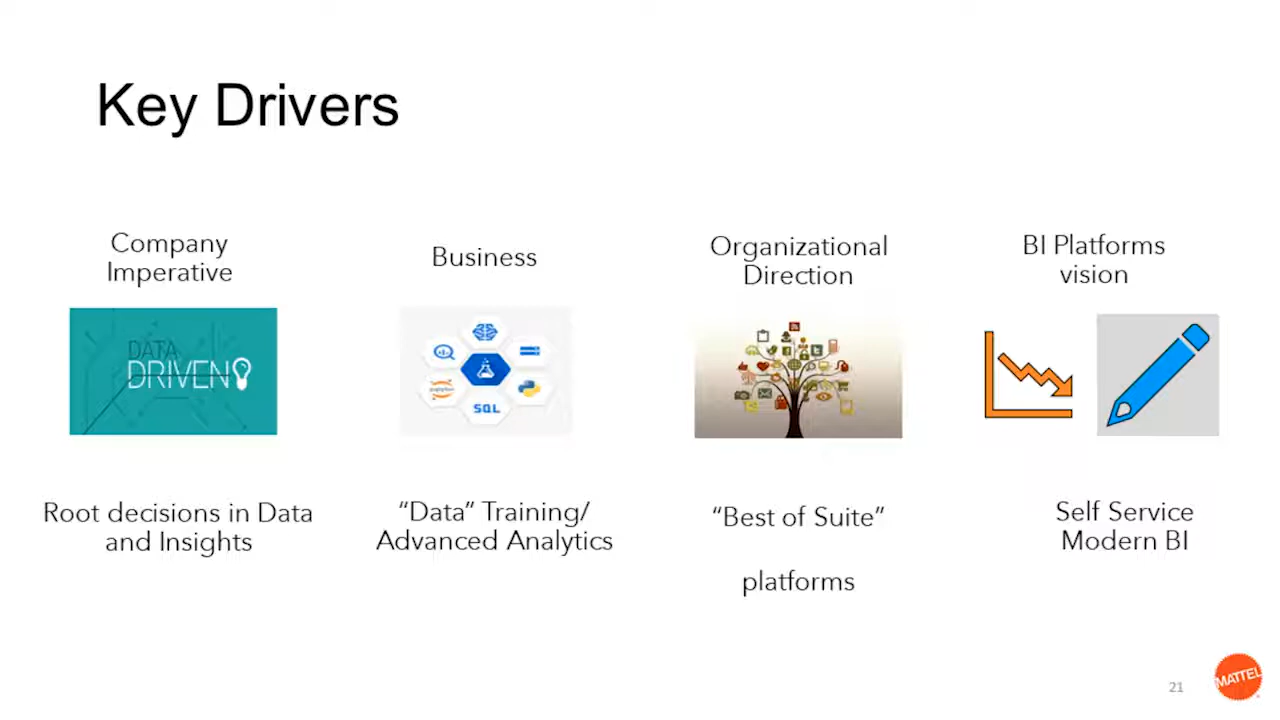 Key Drivers
Company
Imperative
DATA
DRIVEN
Root decisions in Data
and Insights
Business
SQL
“Data” Training/
Advanced Analytics
Organizational
Direction
“Best of Suite”
platforms
BI Platforms
vision
Self Service
Modern BI
21
MATTEL